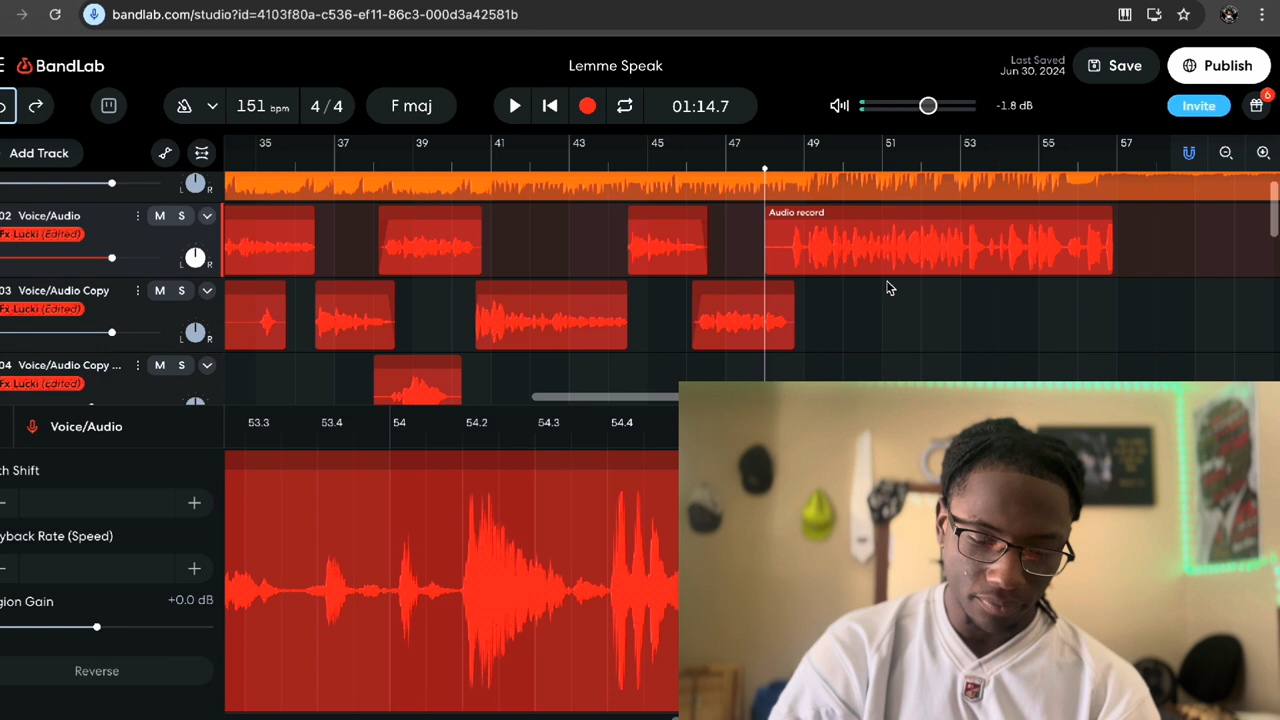 bandlab.com/studio?id=4103f80a-c536-ef11-86c3-000d3a42581b
BandLab
Lemme Speak
Last Saved
Jun 30, 2024
Save
Publish
151 bpm
4/4
F maj
01:14.7
-1.8 dB
Invite
6
Add Track
35 37 39 41 43 45 47 49 51 53 55 57
L R
02 Voice/Audio
M S
Fx Lucki (Edited)
L R
Audio record
03 Voice/Audio Copy
M S
Fx Lucki (Edited)
L R
04 Voice/Audio Copy ...
M S
Fx Lucki (Edited)
Voice/Audio
53.3 53.4 54 54.2 54.3 54.4
ch Shift
− +
yback Rate (Speed)
− +
gion Gain
+0.0 dB
Reverse